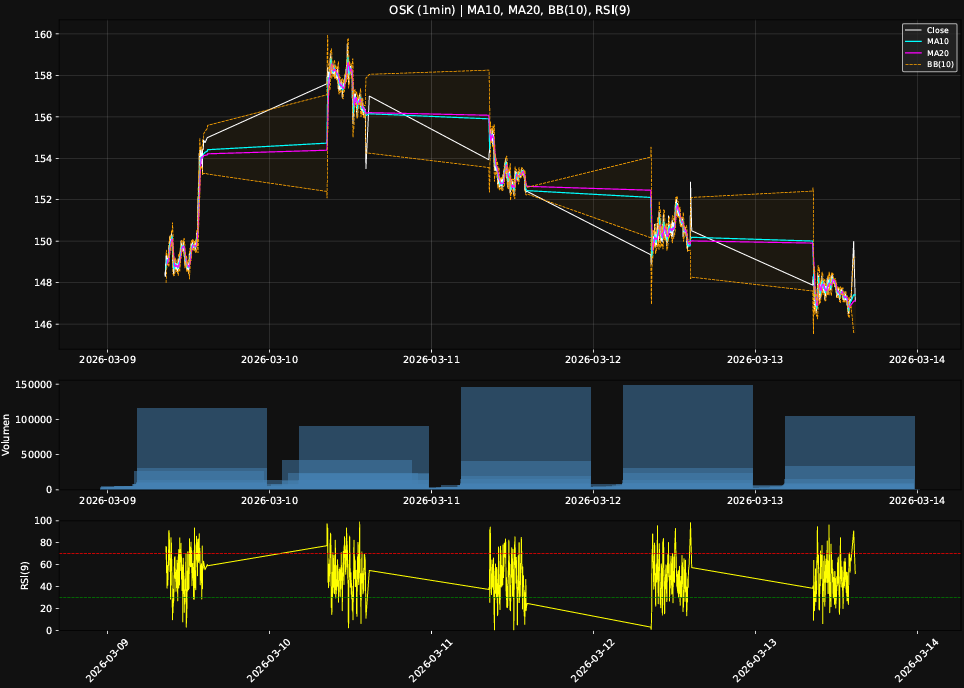 OSK (1min) | MA10, MA20, BB(10), RSI(9)
Close
MA10
MA20
BB(10)
160
158
156
154
152
150
148
146
2026-03-09 2026-03-10 2026-03-11 2026-03-12 2026-03-13 2026-03-14
Volumen
150000
100000
50000
0
2026-03-09 2026-03-10 2026-03-11 2026-03-12 2026-03-13 2026-03-14
RSI(9)
100
80
60
40
20
0
2026-03-09 2026-03-10 2026-03-11 2026-03-12 2026-03-13 2026-03-14